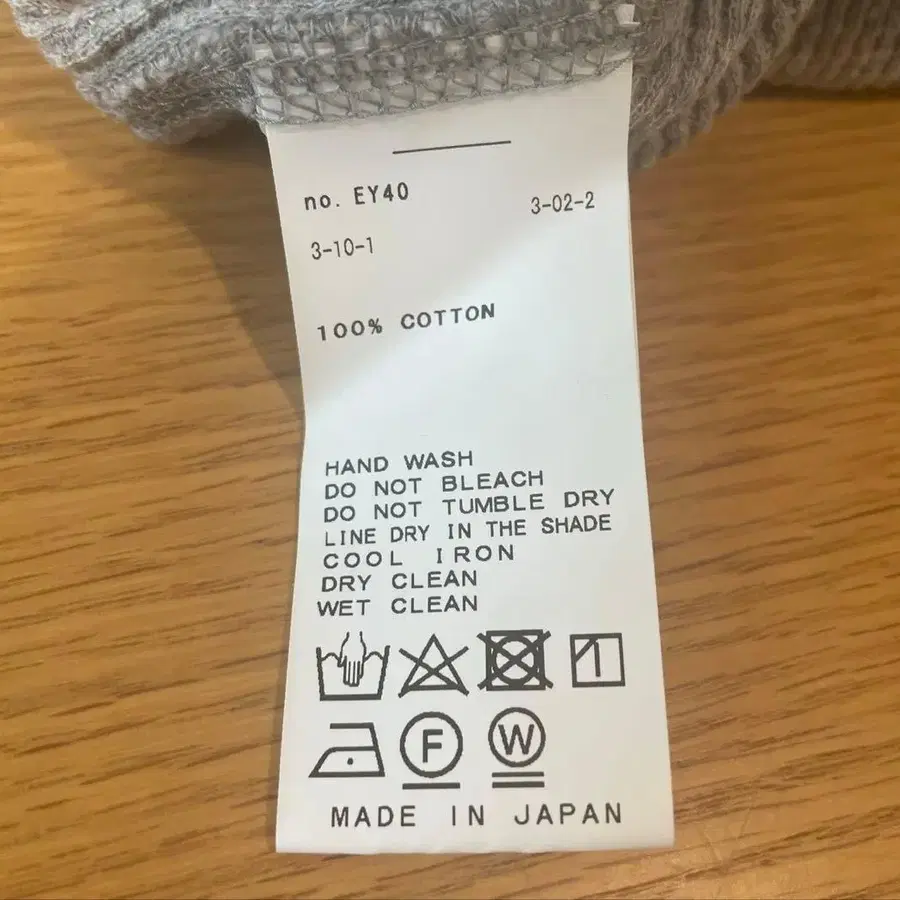 no. EY40
3-02-2
3-10-1
100% COTTON
HAND WASH
DO NOT BLEACH
DO NOT TUMBLE DRY
LINE DRY IN THE SHADE
COOL IRON
DRY CLEAN
WET CLEAN
F W
MADE IN JAPAN